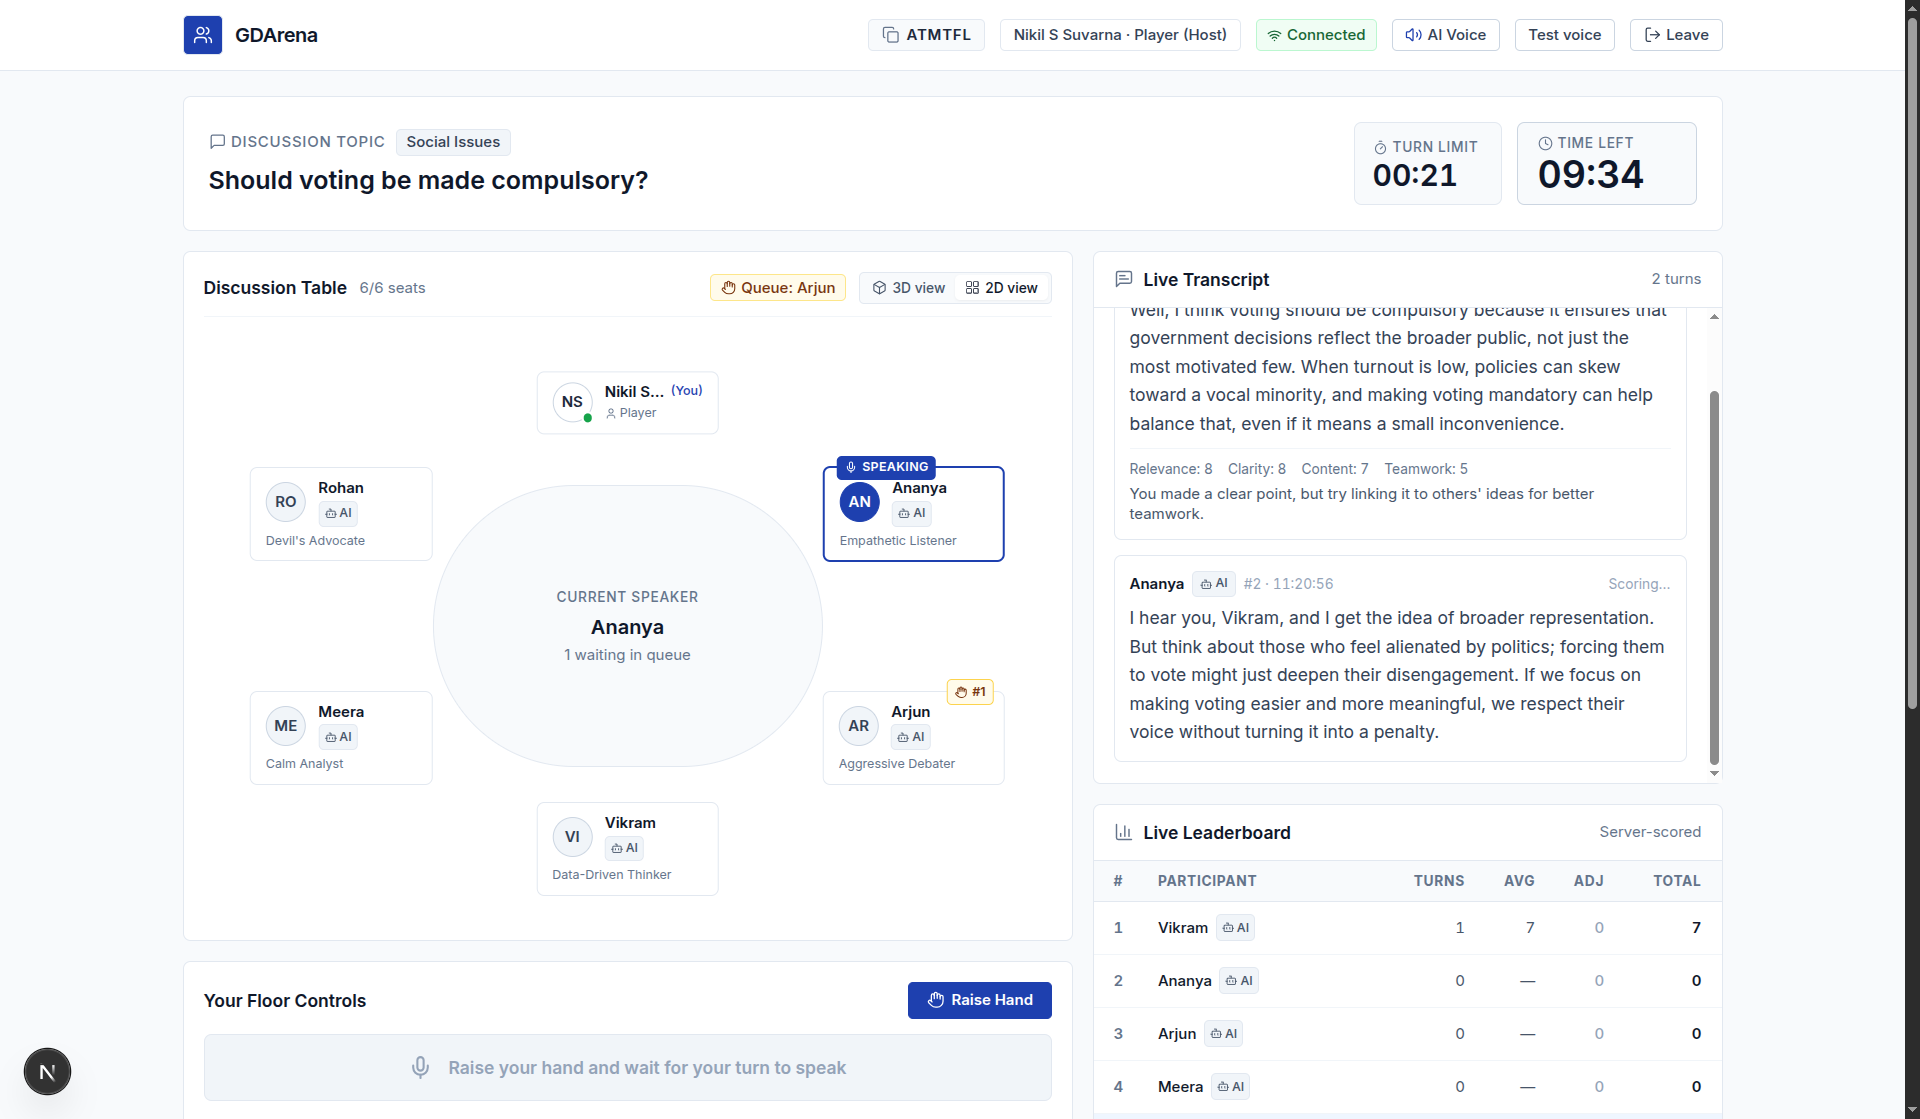 GDArena
ATMTFL
Nikil S Suvarna · Player (Host)
Connected
AI Voice
Test voice
Leave
DISCUSSION TOPIC
Social Issues
Should voting be made compulsory?
TURN LIMIT
00:21
TIME LEFT
09:34
Discussion Table
6/6 seats
Queue: Arjun
3D view
2D view
NS
Nikil S... (You)
Player
RO
Rohan
AI
Devil's Advocate
SPEAKING
AN
Ananya
AI
Empathetic Listener
CURRENT SPEAKER
Ananya
1 waiting in queue
ME
Meera
AI
Calm Analyst
#1
AR
Arjun
AI
Aggressive Debater
VI
Vikram
AI
Data-Driven Thinker
Your Floor Controls
Raise Hand
Raise your hand and wait for your turn to speak
N
Live Transcript
2 turns
Well, I think voting should be compulsory because it ensures that
government decisions reflect the broader public, not just the
most motivated few. When turnout is low, policies can skew
toward a vocal minority, and making voting mandatory can help
balance that, even if it means a small inconvenience.
Relevance: 8 Clarity: 8 Content: 7 Teamwork: 5
You made a clear point, but try linking it to others' ideas for better
teamwork.
Ananya AI #2 · 11:20:56 Scoring...
I hear you, Vikram, and I get the idea of broader representation.
But think about those who feel alienated by politics; forcing them
to vote might just deepen their disengagement. If we focus on
making voting easier and more meaningful, we respect their
voice without turning it into a penalty.
Live Leaderboard
Server-scored
# PARTICIPANT TURNS AVG ADJ TOTAL
1 Vikram AI 1 7 0 7
2 Ananya AI 0 — 0 0
3 Arjun AI 0 — 0 0
4 Meera AI 0 — 0 0